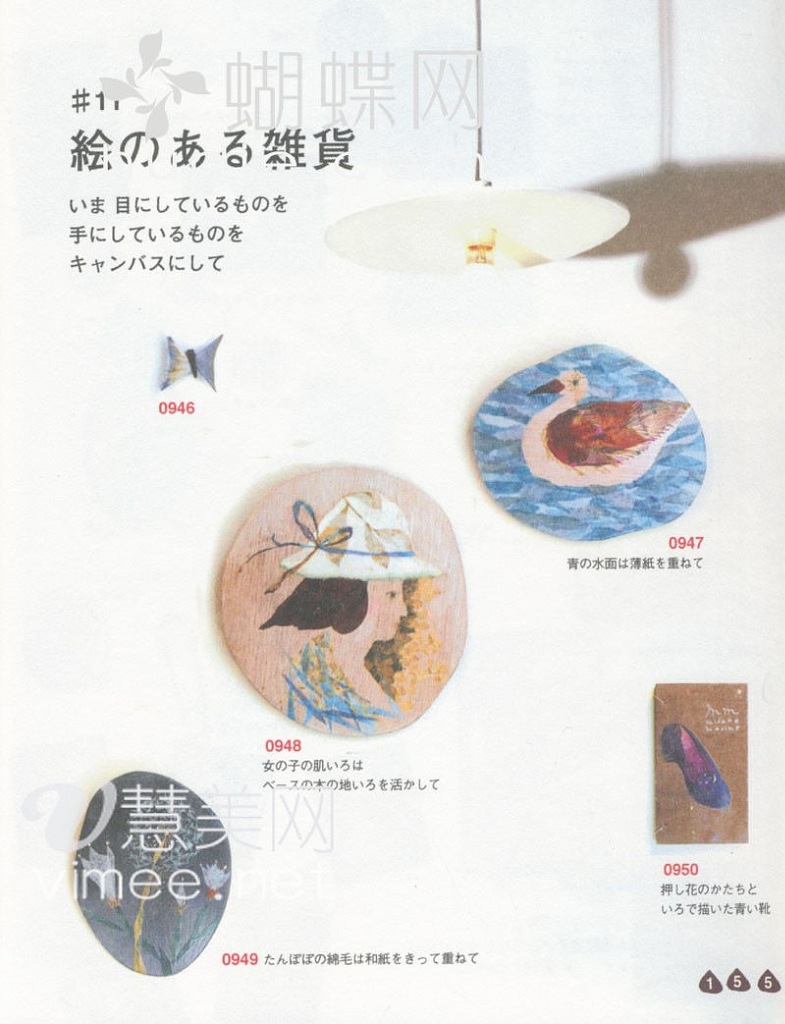 #11
蝴蝶网
絵のある雑貨
いま 目にしているものを
手にしているものを
キャンバスにして
0946
0947
青の水面は薄紙を重ねて
0948
女の子の肌いろは
ベースの木の地いろを活かして
慧美网
vimee.net
0950
押し花のかたちと
いろで描いた青い靴
0949 たんぽぽの綿毛は和紙をきって重ねて
155